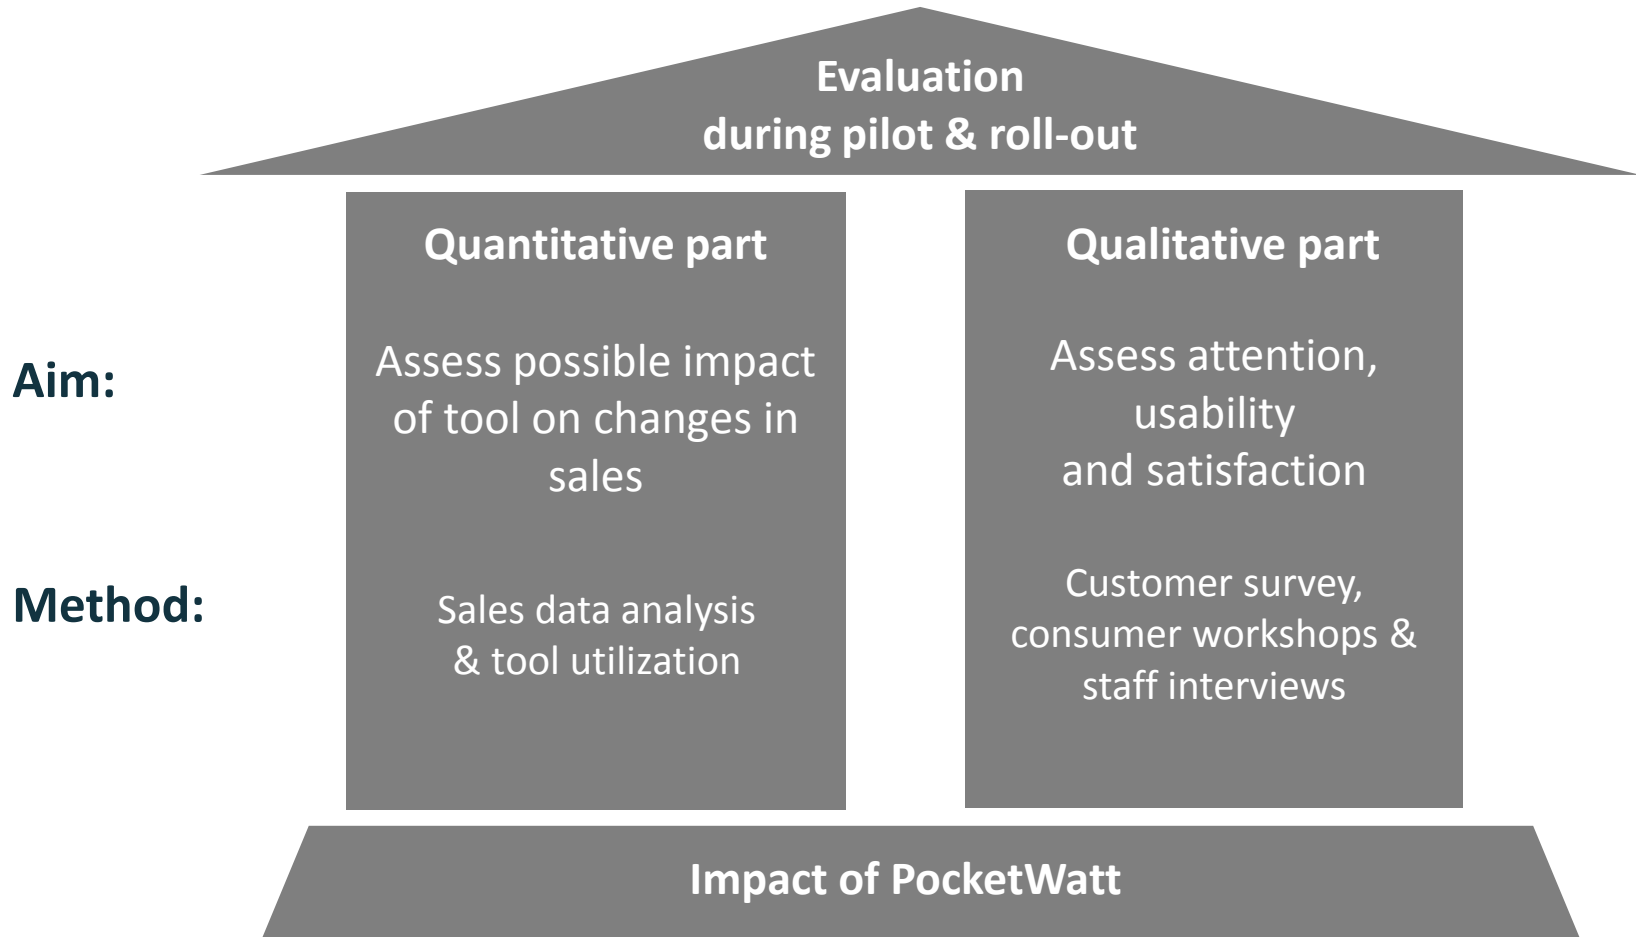 Evaluation
during pilot & roll-out
Quantitative part
Qualitative part
Aim:
Assess possible impact
of tool on changes in
sales
Assess attention,
usability
and satisfaction
Method:
Sales data analysis
& tool utilization
Customer survey,
consumer workshops &
staff interviews
Impact of PocketWatt